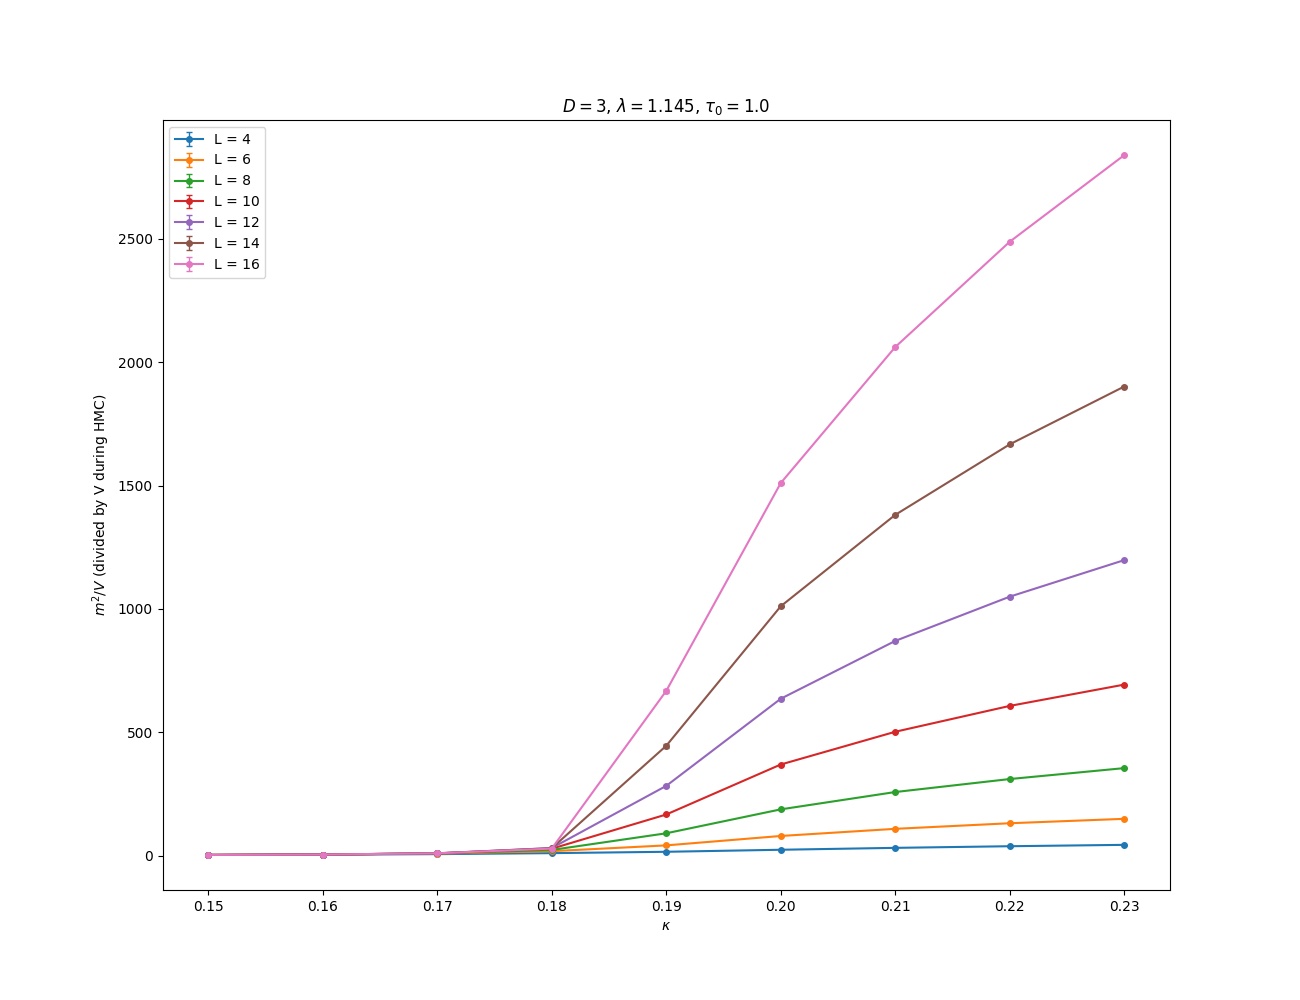 D = 3, λ = 1.145, τ₀ = 1.0
L = 4
L = 6
L = 8
L = 10
L = 12
L = 14
L = 16
m²/V (divided by V during HMC)
2500
2000
1500
1000
500
0
0.15 0.16 0.17 0.18 0.19 0.20 0.21 0.22 0.23
κ